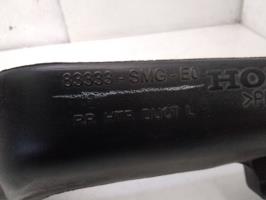 83333-SMG-E0
HO
RR HTR DUCT L
>P